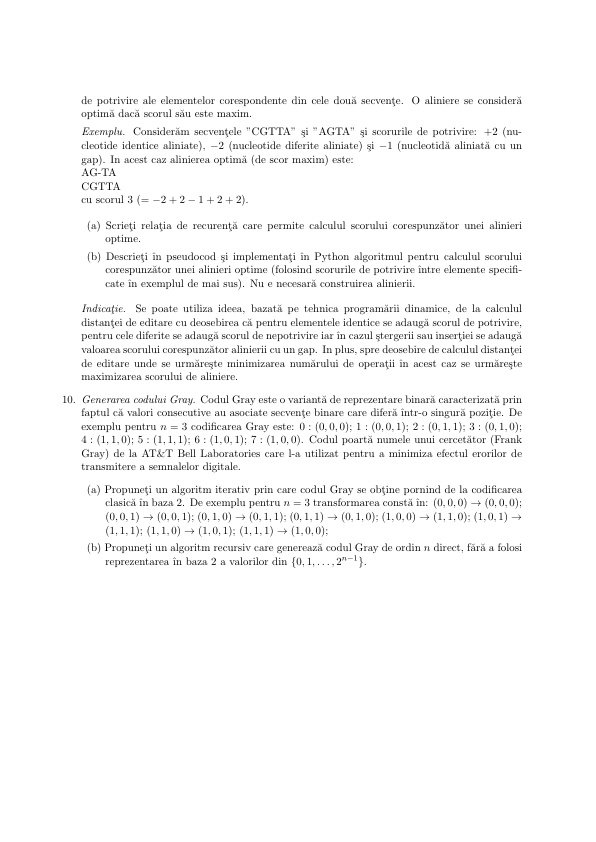 de potrivire ale elementelor corespondente din cele două secvenţe. O aliniere se consideră
optimă dacă scorul său este maxim.
Exemplu. Considerăm secvenţele "CGTTA" şi "AGTA" şi scorurile de potrivire: +2 (nu-
cleotide identice aliniate), −2 (nucleotide diferite aliniate) şi −1 (nucleotidă aliniată cu un
gap). In acest caz alinierea optimă (de scor maxim) este:
AG-TA
CGTTA
cu scorul 3 (= −2 + 2 − 1 + 2 + 2).
(a) Scrieţi relaţia de recurenţă care permite calculul scorului corespunzător unei alinieri
optime.
(b) Descrieţi în pseudocod şi implementaţi în Python algoritmul pentru calculul scorului
corespunzător unei alinieri optime (folosind scorurile de potrivire între elemente specifi-
cate în exemplul de mai sus). Nu e necesară construirea alinierii.
Indicaţie. Se poate utiliza ideea, bazată pe tehnica programării dinamice, de la calculul
distanţei de editare cu deosebirea că pentru elementele identice se adaugă scorul de potrivire,
pentru cele diferite se adaugă scorul de nepotrivire iar în cazul ştergerii sau inserţiei se adaugă
valoarea scorului corespunzător alinierii cu un gap. In plus, spre deosebire de calculul distanţei
de editare unde se urmăreşte minimizarea numărului de operaţii în acest caz se urmăreşte
maximizarea scorului de aliniere.
10. Generarea codului Gray. Codul Gray este o variantă de reprezentare binară caracterizată prin
faptul că valori consecutive au asociate secvenţe binare care diferă într-o singură poziţie. De
exemplu pentru n = 3 codificarea Gray este: 0 : (0, 0, 0); 1 : (0, 0, 1); 2 : (0, 1, 1); 3 : (0, 1, 0);
4 : (1, 1, 0); 5 : (1, 1, 1); 6 : (1, 0, 1); 7 : (1, 0, 0). Codul poartă numele unui cercetător (Frank
Gray) de la AT&T Bell Laboratories care l-a utilizat pentru a minimiza efectul erorilor de
transmitere a semnalelor digitale.
(a) Propuneţi un algoritm iterativ prin care codul Gray se obţine pornind de la codificarea
clasică în baza 2. De exemplu pentru n = 3 transformarea constă în: (0, 0, 0) → (0, 0, 0);
(0, 0, 1) → (0, 0, 1); (0, 1, 0) → (0, 1, 1); (0, 1, 1) → (0, 1, 0); (1, 0, 0) → (1, 1, 0); (1, 0, 1) →
(1, 1, 1); (1, 1, 0) → (1, 0, 1); (1, 1, 1) → (1, 0, 0);
(b) Propuneţi un algoritm recursiv care generează codul Gray de ordin n direct, fără a folosi
reprezentarea în baza 2 a valorilor din {0, 1, . . . , 2^{n−1}}.